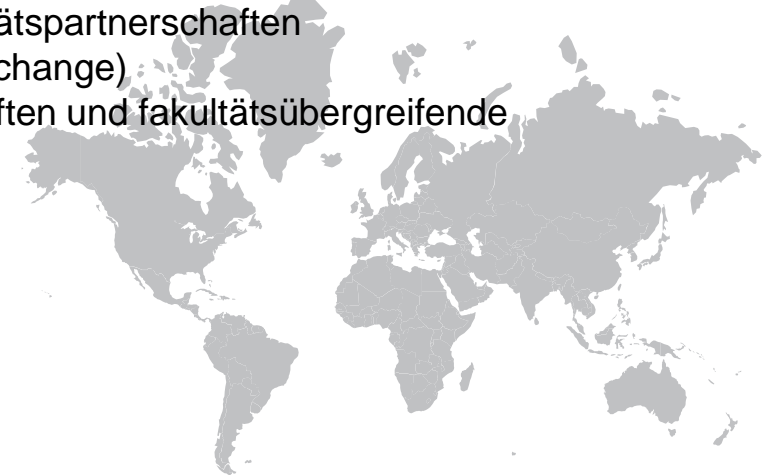 ätspartnerschaften
change)
ften und fakultätsübergreifende